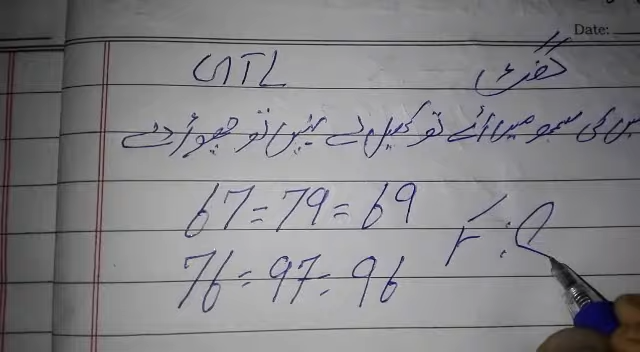 Date:
گفٹ GTL
کی سمجھ میں آئے تو کھیل لے نہیں تو چھوڑ دے
67=79=69
76=97=96
F: